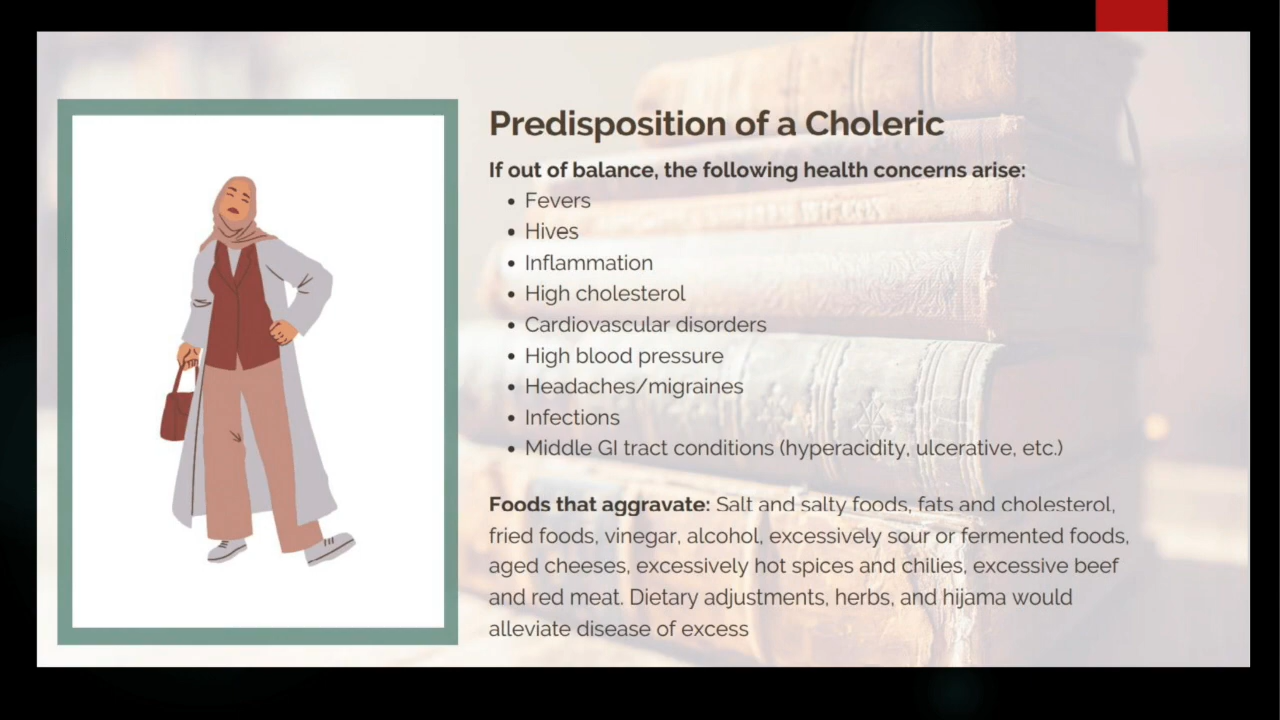 Predisposition of a Choleric
If out of balance, the following health concerns arise:
• Fevers
• Hives
• Inflammation
• High cholesterol
• Cardiovascular disorders
• High blood pressure
• Headaches/migraines
• Infections
• Middle GI tract conditions (hyperacidity, ulcerative, etc.)
Foods that aggravate: Salt and salty foods, fats and cholesterol,
fried foods, vinegar, alcohol, excessively sour or fermented foods,
aged cheeses, excessively hot spices and chilies, excessive beef
and red meat. Dietary adjustments, herbs, and hijama would
alleviate disease of excess